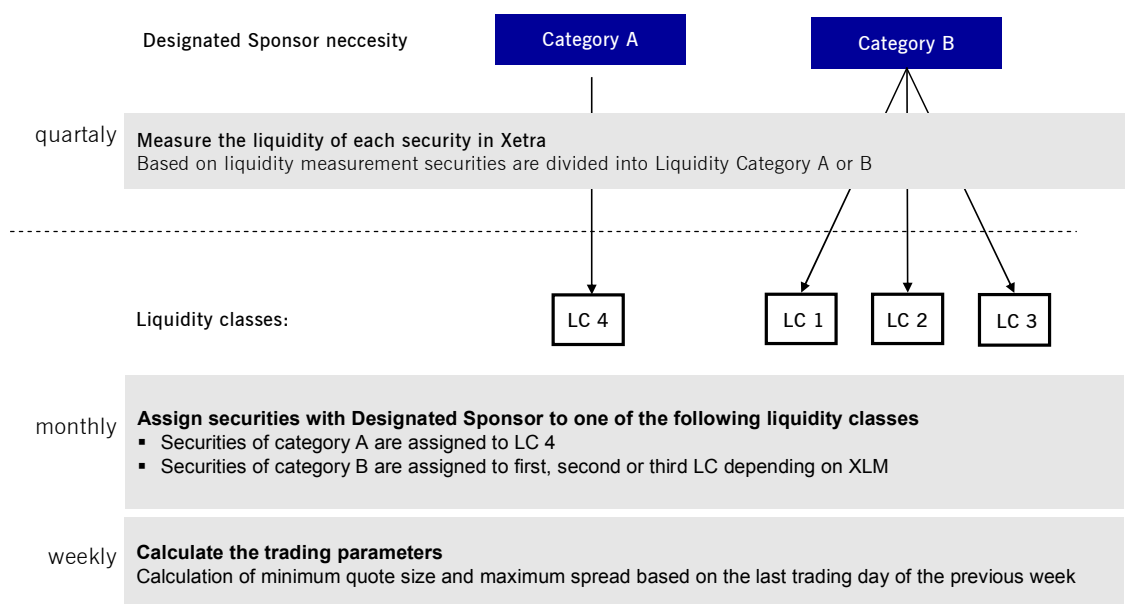 Designated Sponsor neccesity
Category A
Category B
quartaly
Measure the liquidity of each security in Xetra
Based on liquidity measurement securities are divided into Liquidity Category A or B
Liquidity classes:
LC 4
LC 1
LC 2
LC 3
monthly
Assign securities with Designated Sponsor to one of the following liquidity classes
▪ Securities of category A are assigned to LC 4
▪ Securities of category B are assigned to first, second or third LC depending on XLM
weekly
Calculate the trading parameters
Calculation of minimum quote size and maximum spread based on the last trading day of the previous week